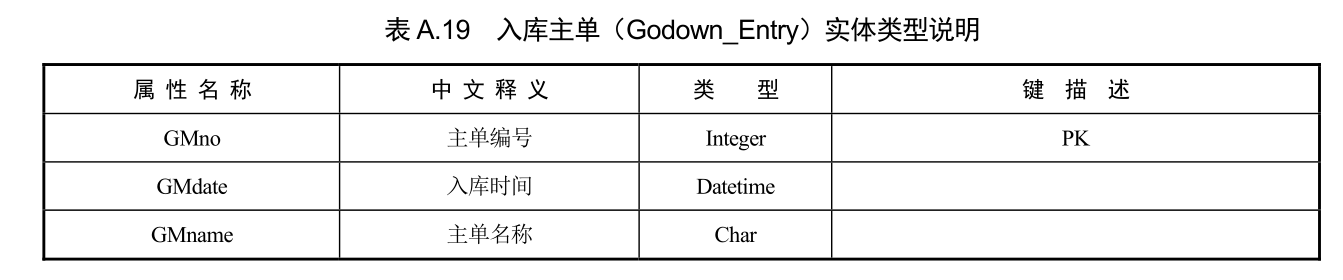 表 A.19 入库主单（Godown_Entry）实体类型说明
属 性 名 称 中 文 释 义 类 型 键 描 述
GMno 主单编号 Integer PK
GMdate 入库时间 Datetime
GMname 主单名称 Char